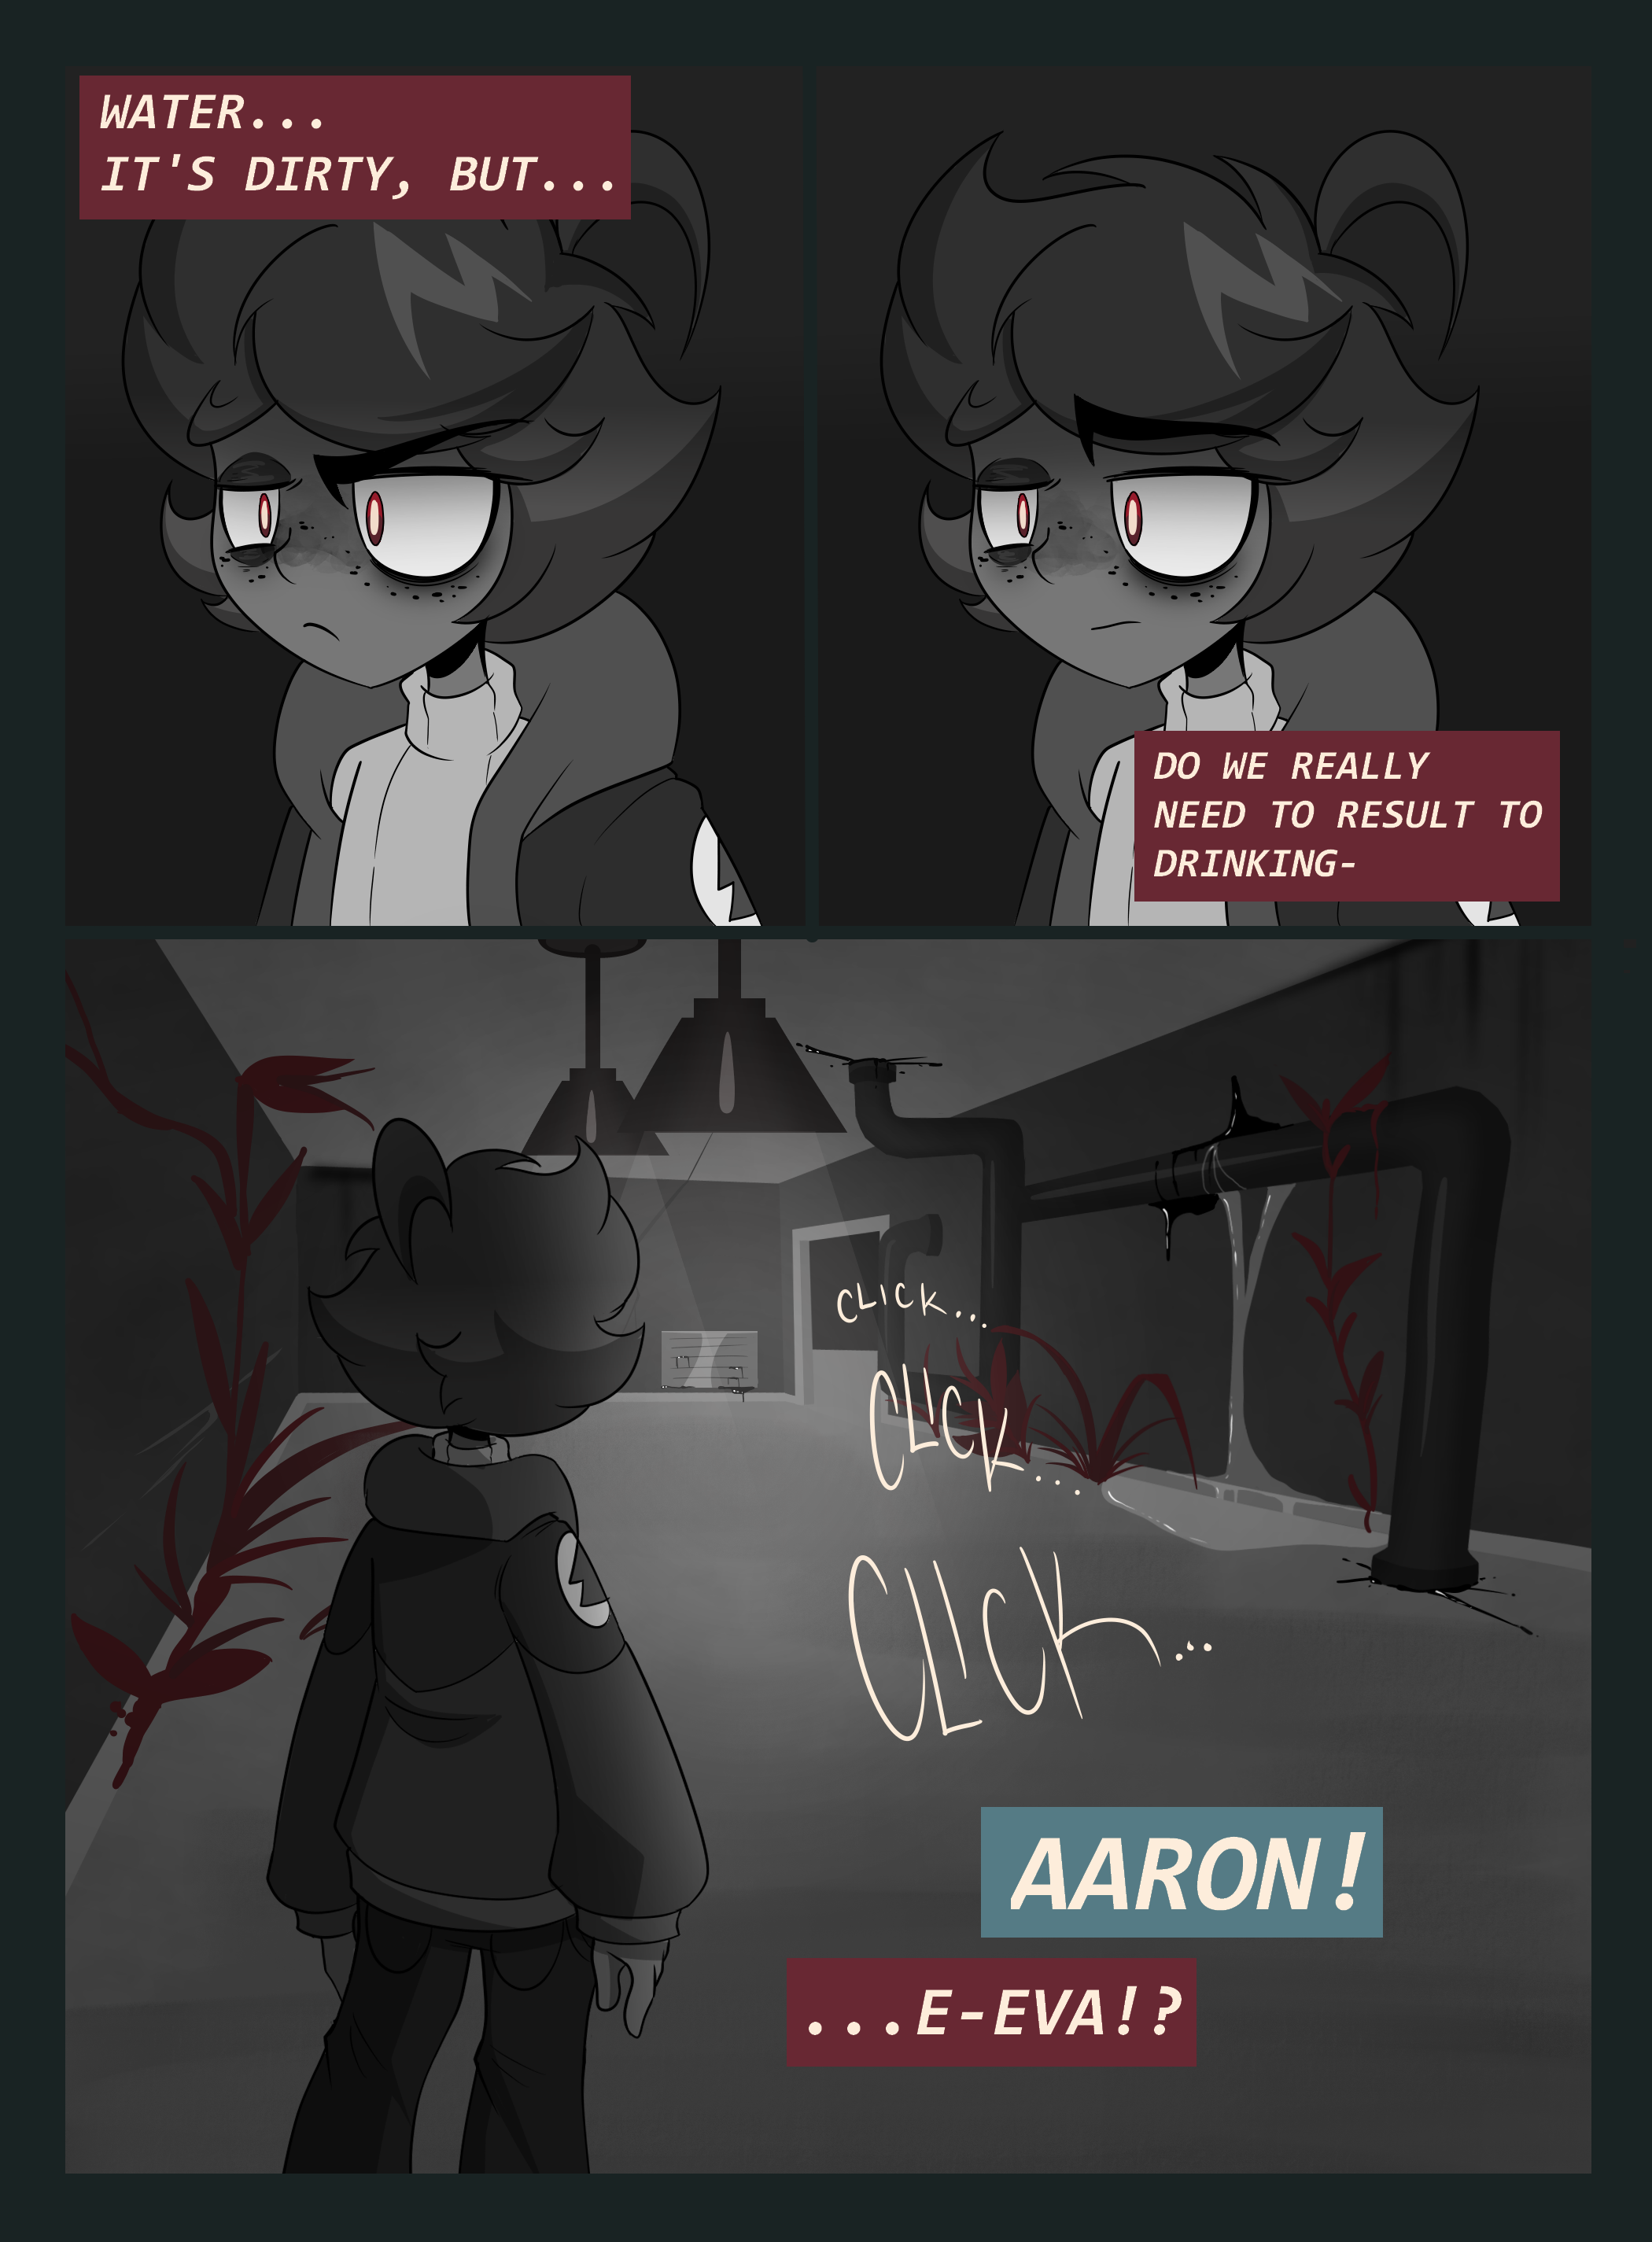 WATER...
IT'S DIRTY, BUT...
DO WE REALLY
NEED TO RESULT TO
DRINKING-
CLICK...
CLICK...
CLICK...
AARON!
...E-EVA!?